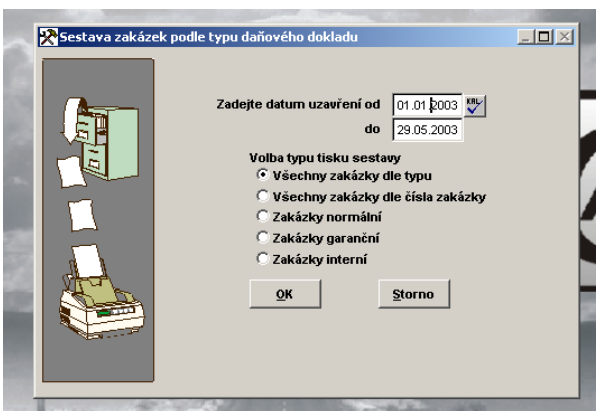 Sestava zakázek podle typu daňového dokladu
Zadejte datum uzavření od 01.01.2003 KAL
do 29.05.2003
Volba typu tisku sestavy
Všechny zakázky dle typu
Všechny zakázky dle čísla zakázky
Zakázky normální
Zakázky garanční
Zakázky interní
OK Storno